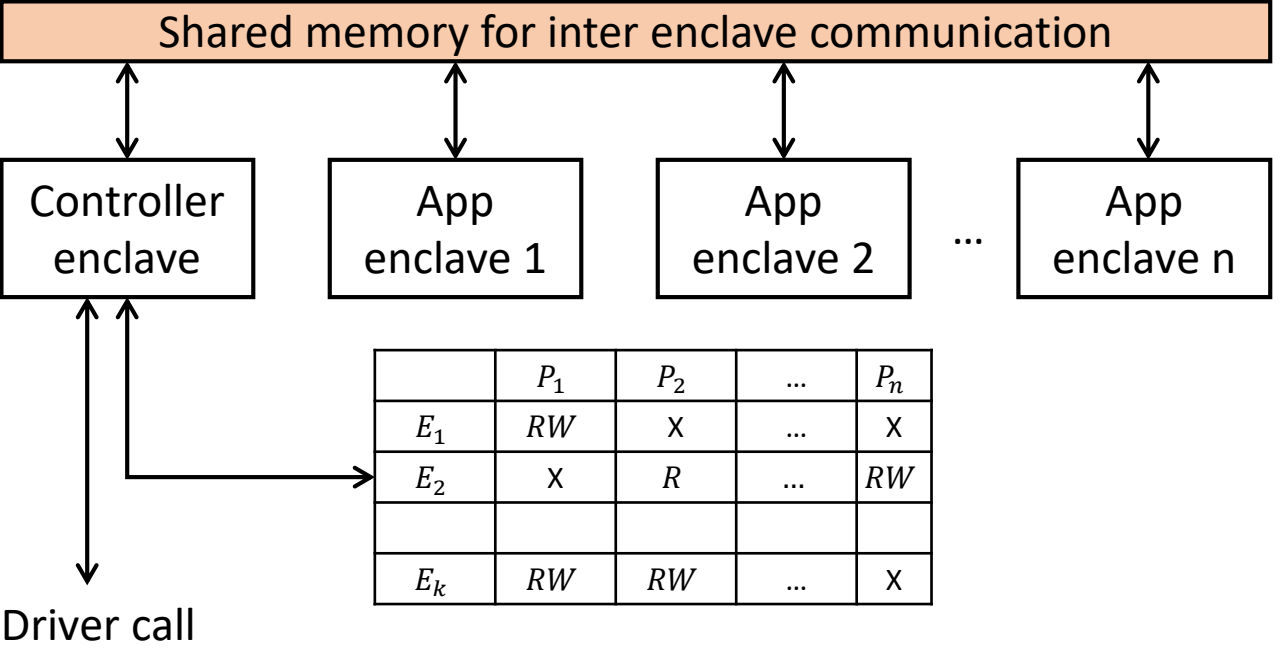 Shared memory for inter enclave communication
Controller
enclave
App
enclave 1
App
enclave 2
...
App
enclave n
P₁ P₂ ... Pₙ
E₁ RW X ... X
E₂ X R ... RW
Eₖ RW RW ... X
Driver call